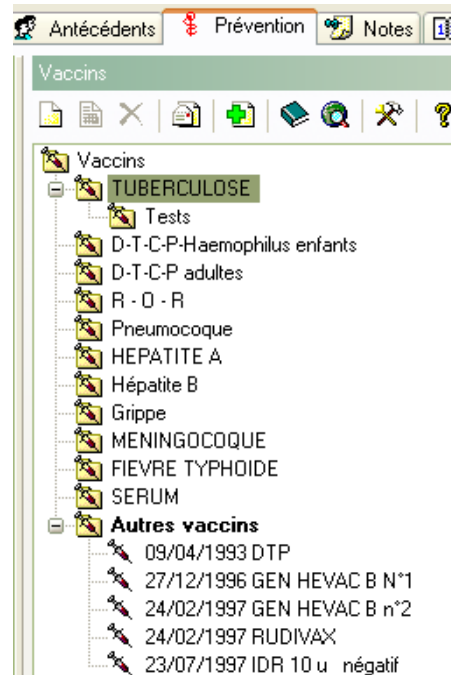 Antécédents Prévention Notes
Vaccins
Vaccins
TUBERCULOSE
Tests
D-T-C-P-Haemophilus enfants
D-T-C-P adultes
R - O - R
Pneumocoque
HEPATITE A
Hépatite B
Grippe
MENINGOCOQUE
FIEVRE TYPHOIDE
SERUM
Autres vaccins
09/04/1993 DTP
27/12/1996 GEN HEVAC B N°1
24/02/1997 GEN HEVAC B n°2
24/02/1997 RUDIVAX
23/07/1997 IDR 10 u négatif